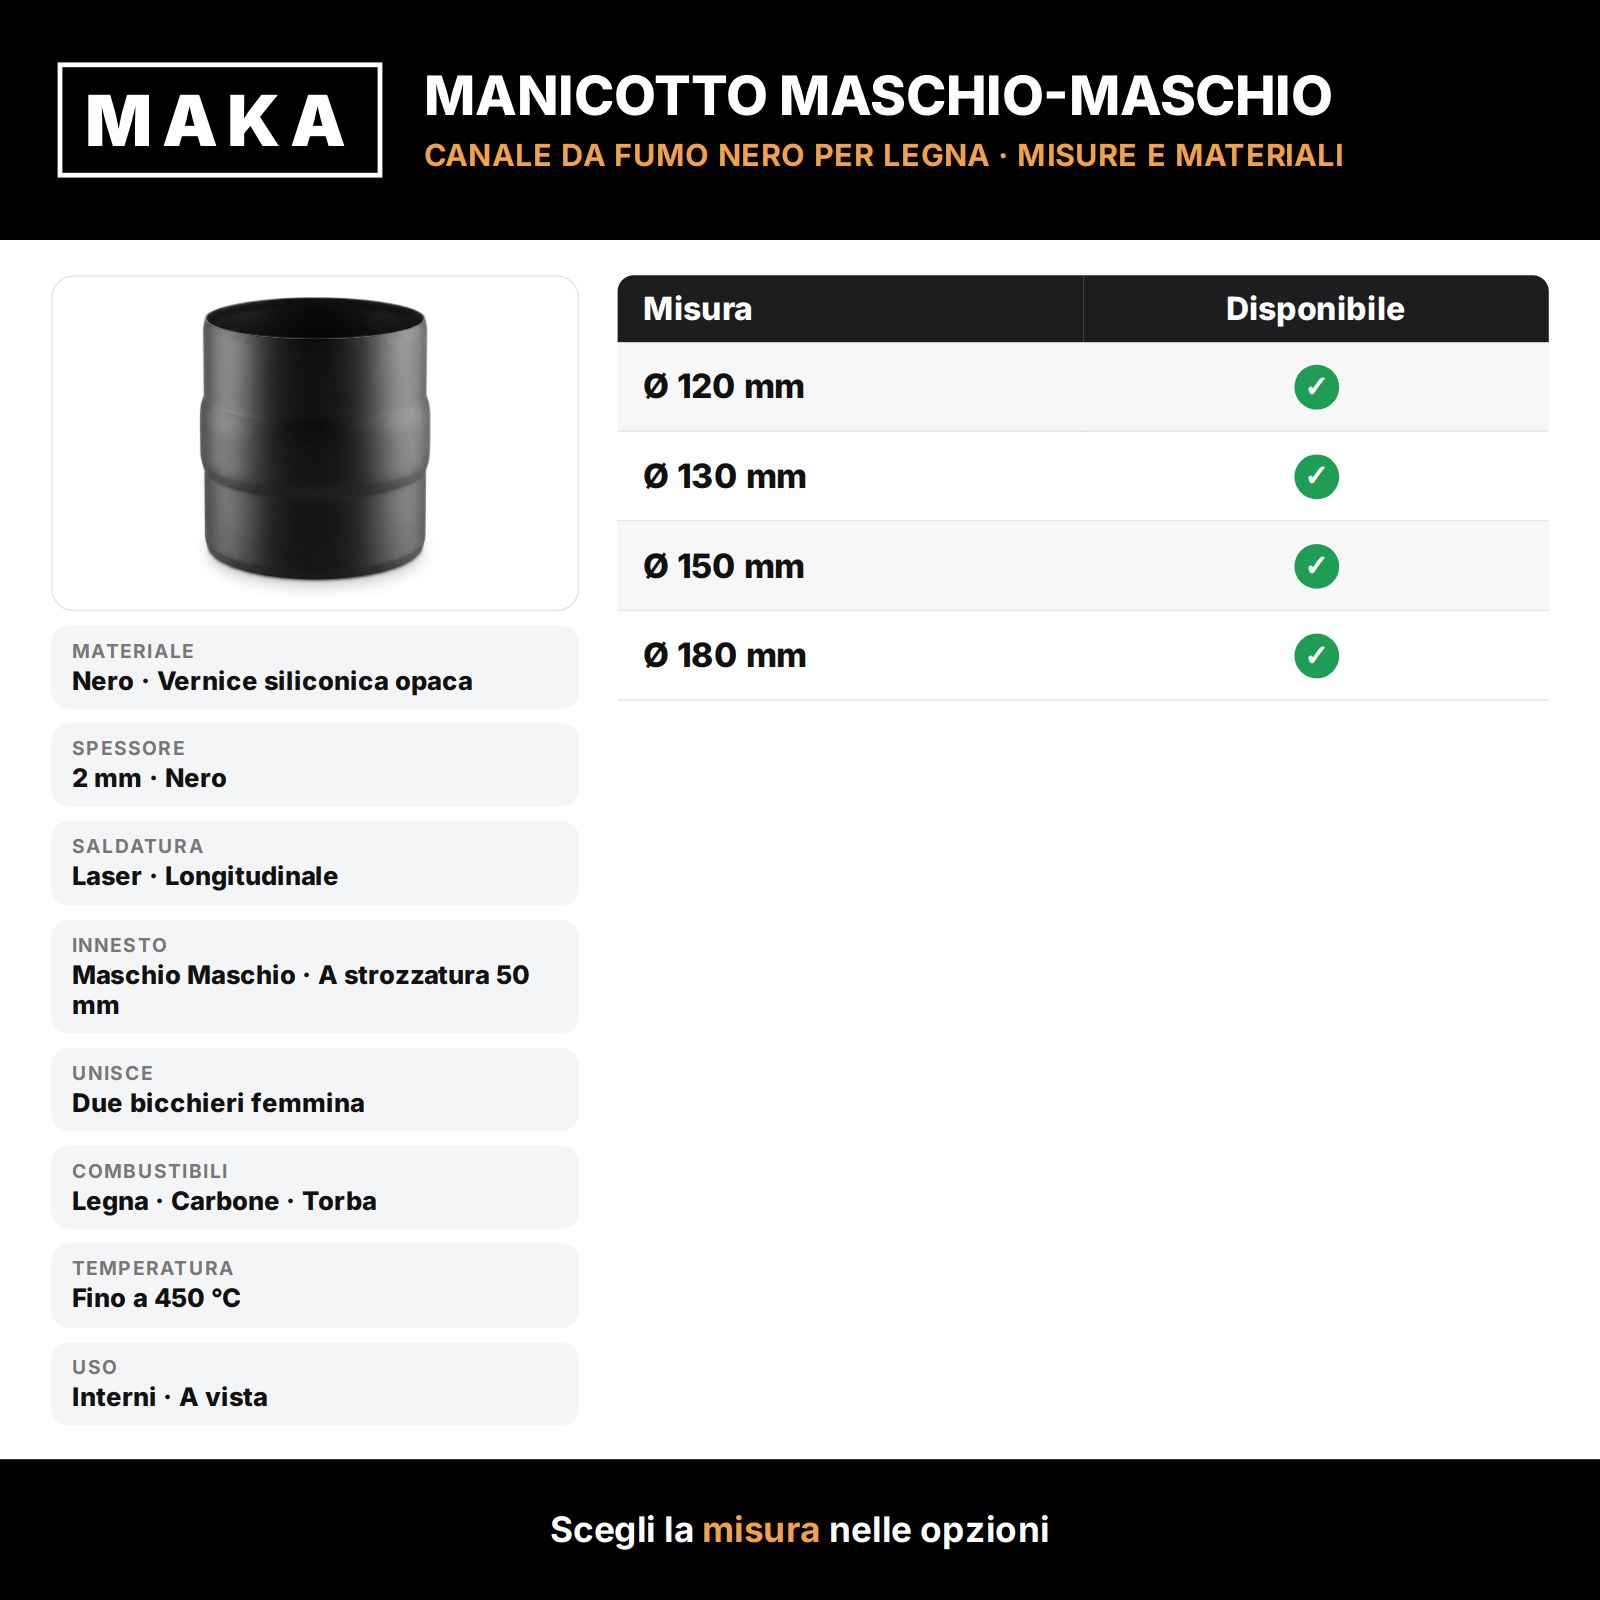 MAKA
MANICOTTO MASCHIO-MASCHIO
CANALE DA FUMO NERO PER LEGNA · MISURE E MATERIALI
MATERIALE
Nero · Vernice siliconica opaca
SPESSORE
2 mm · Nero
SALDATURA
Laser · Longitudinale
INNESTO
Maschio Maschio · A strozzatura 50
mm
UNISCE
Due bicchieri femmina
COMBUSTIBILI
Legna · Carbone · Torba
TEMPERATURA
Fino a 450 °C
USO
Interni · A vista
Misura Disponibile
Ø 120 mm ✓
Ø 130 mm ✓
Ø 150 mm ✓
Ø 180 mm ✓
Scegli la misura nelle opzioni